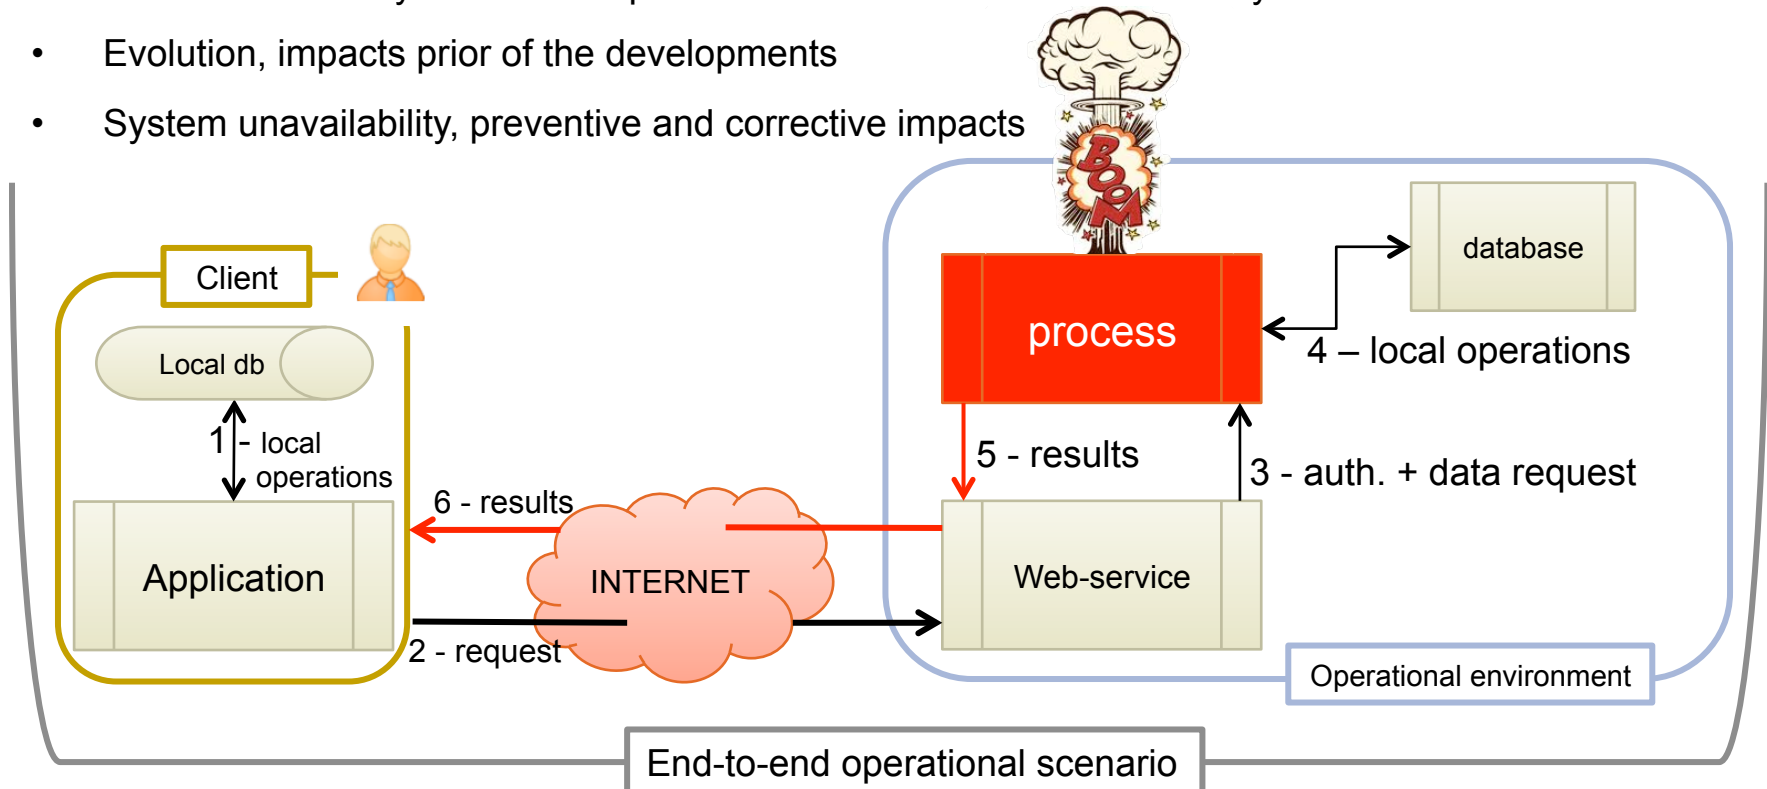 • Evolution, impacts prior of the developments
• System unavailability, preventive and corrective impacts
BOOM
Client
database
Local db
process
4 – local operations
1 - local
operations
5 - results
3 - auth. + data request
6 - results
Application
INTERNET
Web-service
2 - request
Operational environment
End-to-end operational scenario